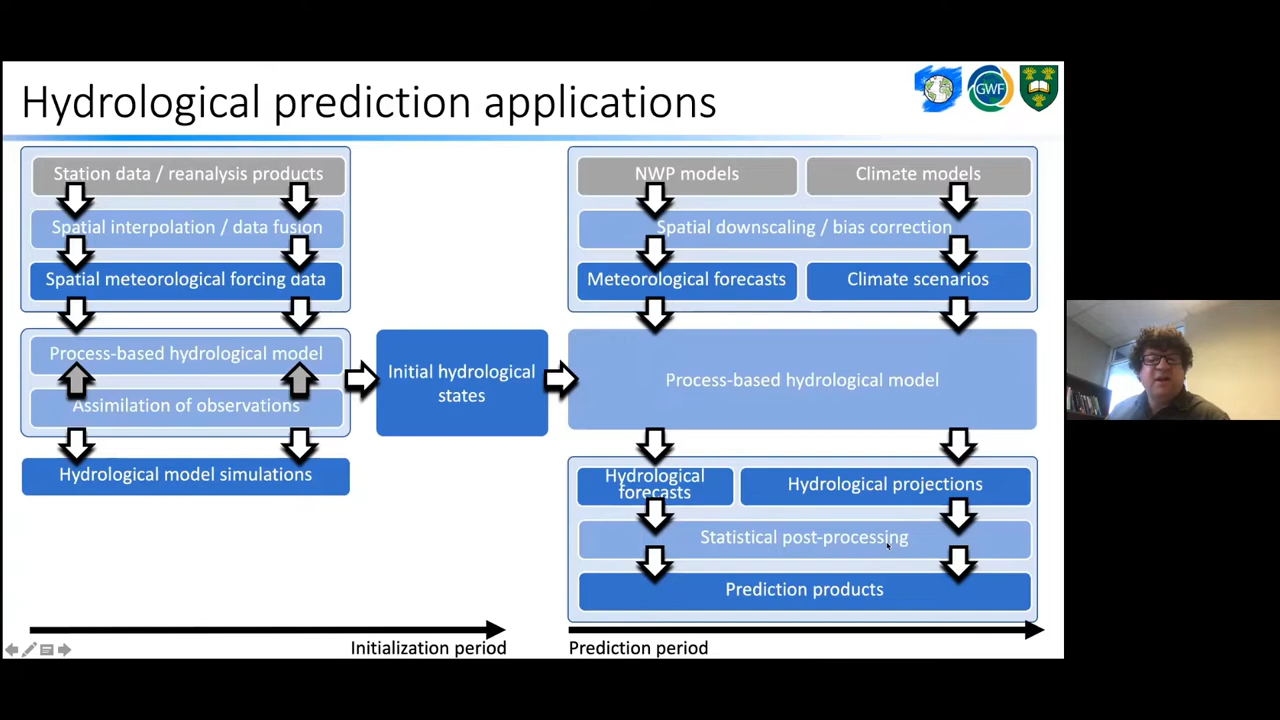 Hydrological prediction applications
GWF
Station data / reanalysis products
Spatial interpolation / data fusion
Spatial meteorological forcing data
Process-based hydrological model
Assimilation of observations
Hydrological model simulations
Initial hydrological
states
NWP models
Climate models
Spatial downscaling / bias correction
Meteorological forecasts
Climate scenarios
Process-based hydrological model
Hydrological
forecasts
Hydrological projections
Statistical post-processing
Prediction products
Initialization period
Prediction period